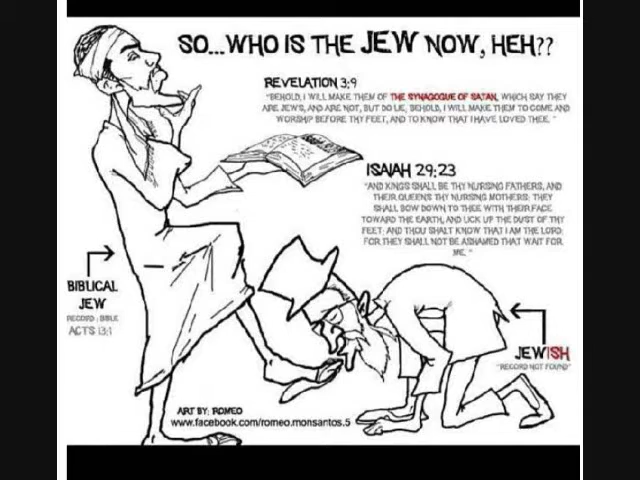 SO...WHO IS THE JEW NOW, HEH??
REVELATION 3:9
"BEHOLD, I WILL MAKE THEM OF THE SYNAGOGUE OF SATAN, WHICH SAY THEY
ARE JEWS, AND ARE NOT, BUT DO LIE; BEHOLD, I WILL MAKE THEM TO COME AND
WORSHIP BEFORE THY FEET, AND TO KNOW THAT I HAVE LOVED THEE. "
ISAIAH 29:23
"AND KINGS SHALL BE THY NURSING FATHERS, AND
THEIR QUEENS THY NURSING MOTHERS: THEY
SHALL BOW DOWN TO THEE WITH THEIR FACE
TOWARD THE EARTH, AND LICK UP THE DUST OF THY
FEET; AND THOU SHALT KNOW THAT I AM THE LORD:
FOR THEY SHALL NOT BE ASHAMED THAT WAIT FOR
ME. "
BIBLICAL
JEW
RECORD : BIBLE
ACTS 13:1
JEWISH
"RECORD NOT FOUND"
ART BY: ROMEO
www.facebook.com/romeo.monsantos.5